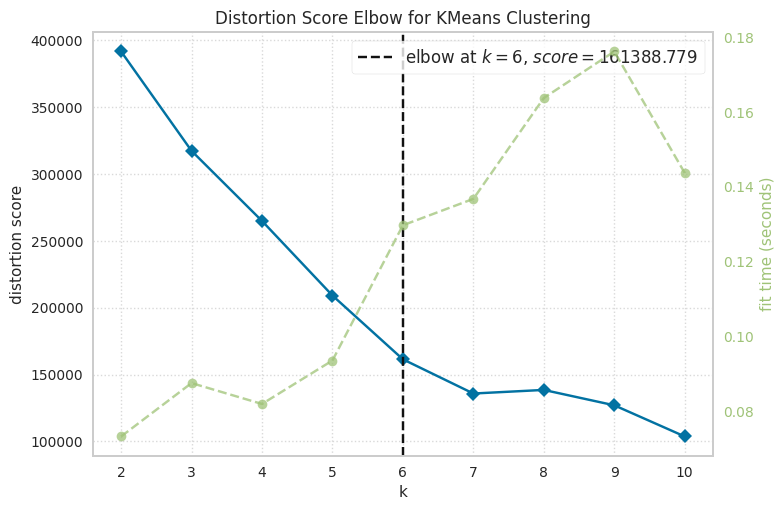 Distortion Score Elbow for KMeans Clustering
elbow at k = 6, score = 161388.779
400000
350000
300000
250000
200000
150000
100000
distortion score
0.18
0.16
0.14
0.12
0.10
0.08
fit time (seconds)
2 3 4 5 6 7 8 9 10
k